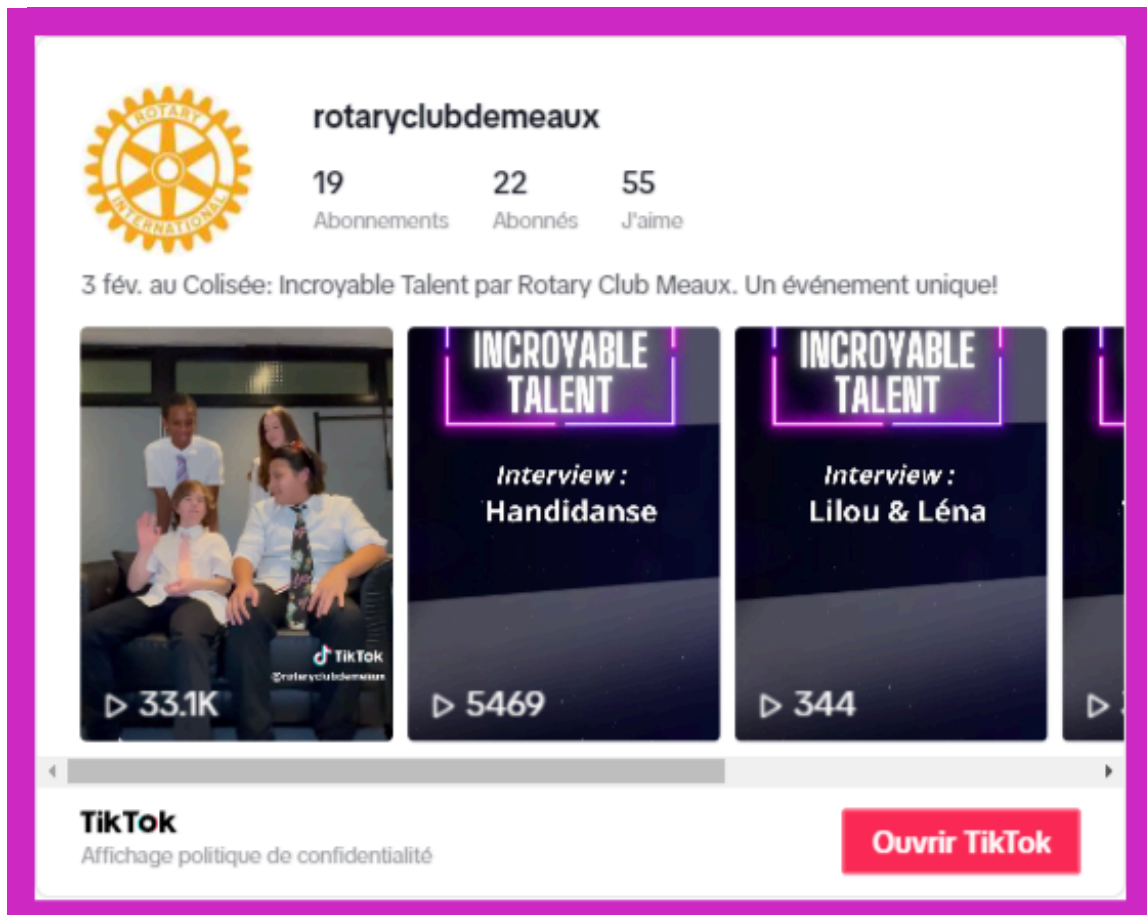 ROTARY
INTERNATIONAL
rotaryclubdemeaux
19 22 55
Abonnements Abonnés J'aime
3 fév. au Colisée: Incroyable Talent par Rotary Club Meaux. Un événement unique!
TikTok
@rotaryclubdemeaux
33.1K
INCROYABLE
TALENT
Interview :
Handidanse
5469
INCROYABLE
TALENT
Interview :
Lilou & Léna
344
TikTok
Affichage politique de confidentialité
Ouvrir TikTok